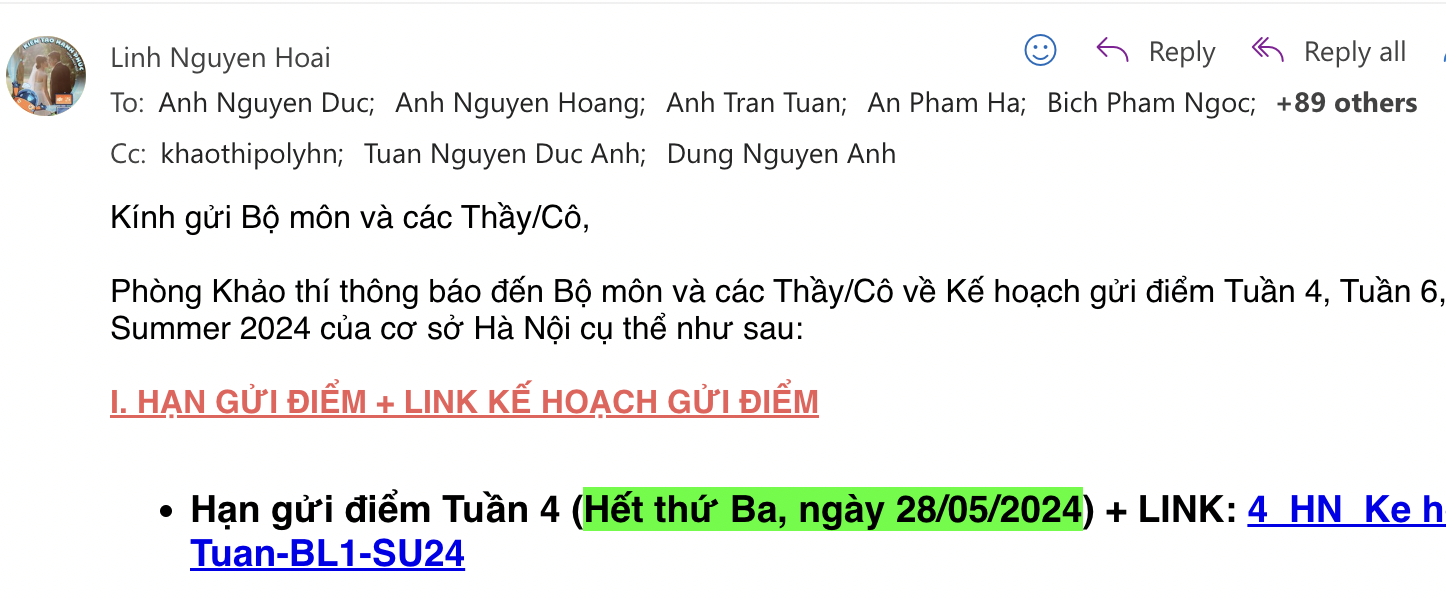 KIẾN TẠO HẠNH PHÚC
Linh Nguyen Hoai
Reply
Reply all
To: Anh Nguyen Duc; Anh Nguyen Hoang; Anh Tran Tuan; An Pham Ha; Bich Pham Ngoc; +89 others
Cc: khaothipolyhn; Tuan Nguyen Duc Anh; Dung Nguyen Anh
Kính gửi Bộ môn và các Thầy/Cô,
Phòng Khảo thí thông báo đến Bộ môn và các Thầy/Cô về Kế hoạch gửi điểm Tuần 4, Tuần 6,
Summer 2024 của cơ sở Hà Nội cụ thể như sau:
I. HẠN GỬI ĐIỂM + LINK KẾ HOẠCH GỬI ĐIỂM
• Hạn gửi điểm Tuần 4 (Hết thứ Ba, ngày 28/05/2024) + LINK: 4_HN_Ke h
Tuan-BL1-SU24